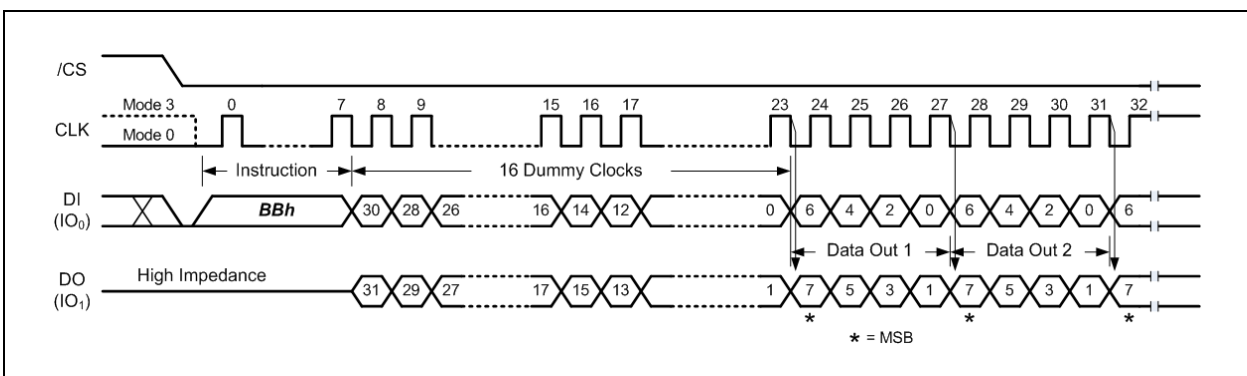 /CS
Mode 3 0 7 8 9 15 16 17 23 24 25 26 27 28 29 30 31 32
CLK
Mode 0
Instruction 16 Dummy Clocks
DI
(IO0)
BBh 30 28 26 16 14 12 0 6 4 2 0 6 4 2 0 6
Data Out 1 Data Out 2
DO
(IO1)
High Impedance
31 29 27 17 15 13 1 7 5 3 1 7 5 3 1 7
* * *
* = MSB